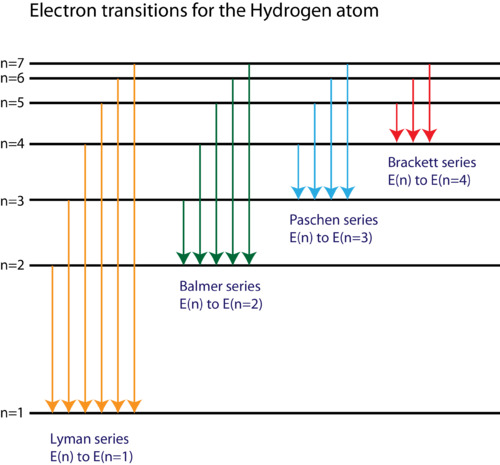 Electron transitions for the Hydrogen atom
n=7
n=6
n=5
n=4
Brackett series
E(n) to E(n=4)
n=3
Paschen series
E(n) to E(n=3)
n=2
Balmer series
E(n) to E(n=2)
n=1
Lyman series
E(n) to E(n=1)